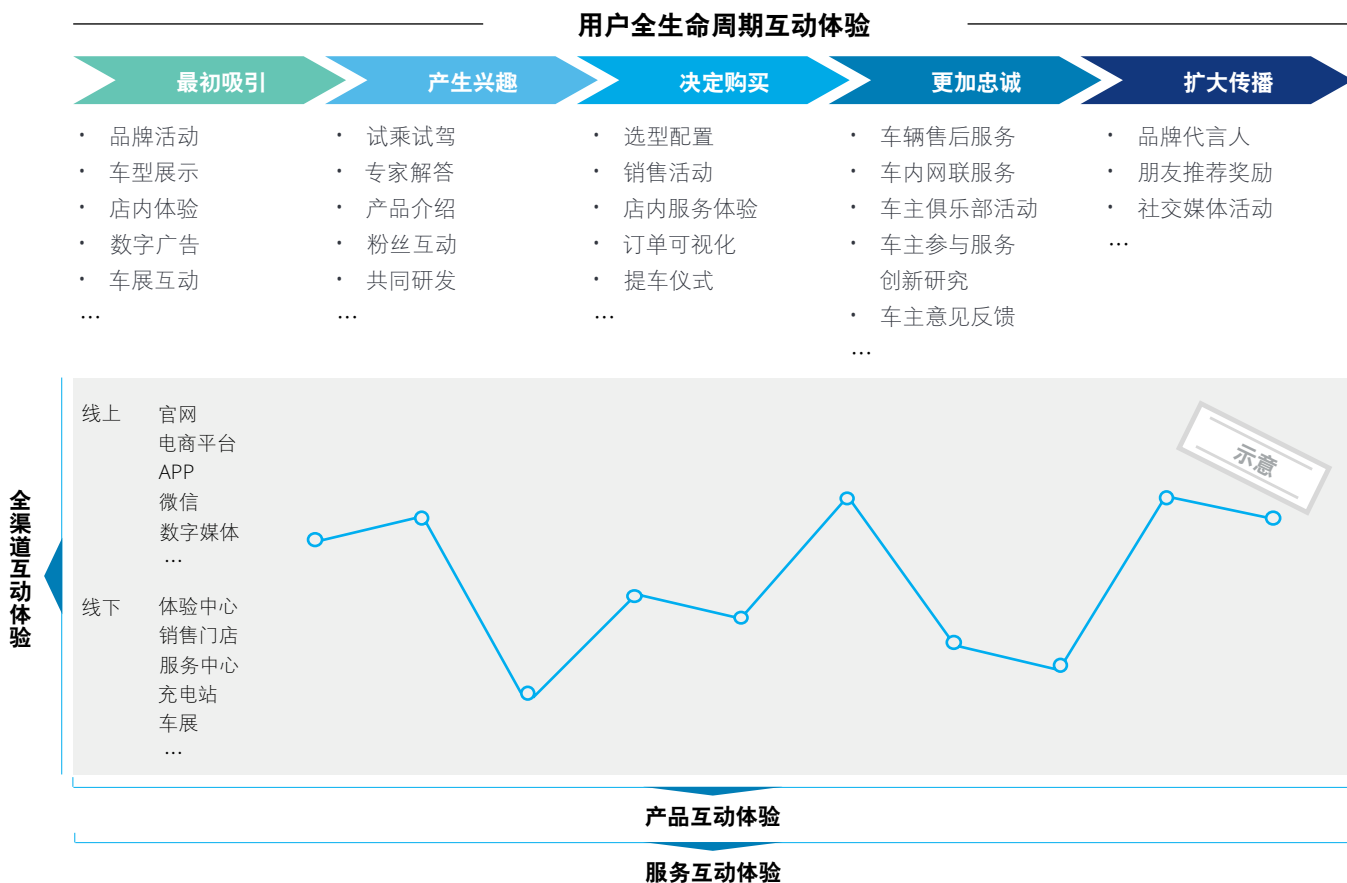 用户全生命周期互动体验
最初吸引
产生兴趣
决定购买
更加忠诚
扩大传播
• 品牌活动
• 车型展示
• 店内体验
• 数字广告
• 车展互动
…
• 试乘试驾
• 专家解答
• 产品介绍
• 粉丝互动
• 共同研发
…
• 选型配置
• 销售活动
• 店内服务体验
• 订单可视化
• 提车仪式
…
• 车辆售后服务
• 车内网联服务
• 车主俱乐部活动
• 车主参与服务
创新研究
• 车主意见反馈
…
• 品牌代言人
• 朋友推荐奖励
• 社交媒体活动
…
全渠道互动体验
线上
官网
电商平台
APP
微信
数字媒体
…
线下
体验中心
销售门店
服务中心
充电站
车展
…
示意
产品互动体验
服务互动体验